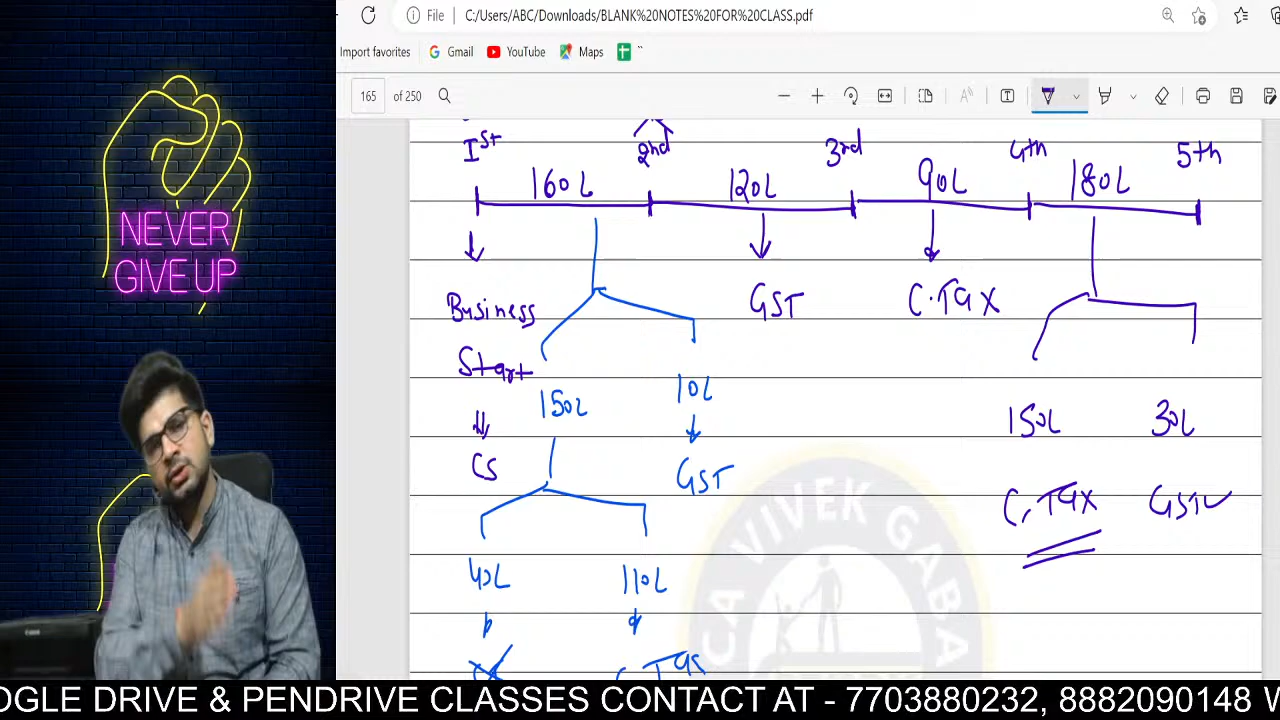 File C:/Users/ABC/Downloads/BLANK%20NOTES%20FOR%20CLASS.pdf
Import favorites Gmail YouTube Maps
165 of 250
NEVER
GIVE UP
Ist 2nd 3rd 4th 5th
160L 120L 90L 180L
Business
Start
GST C.TAX
150L 10L
150L 30L
CS
GST
C.TAX GST
40L 110L
C.TAX
OGLE DRIVE & PENDRIVE CLASSES CONTACT AT - 7703880232, 8882090148 W